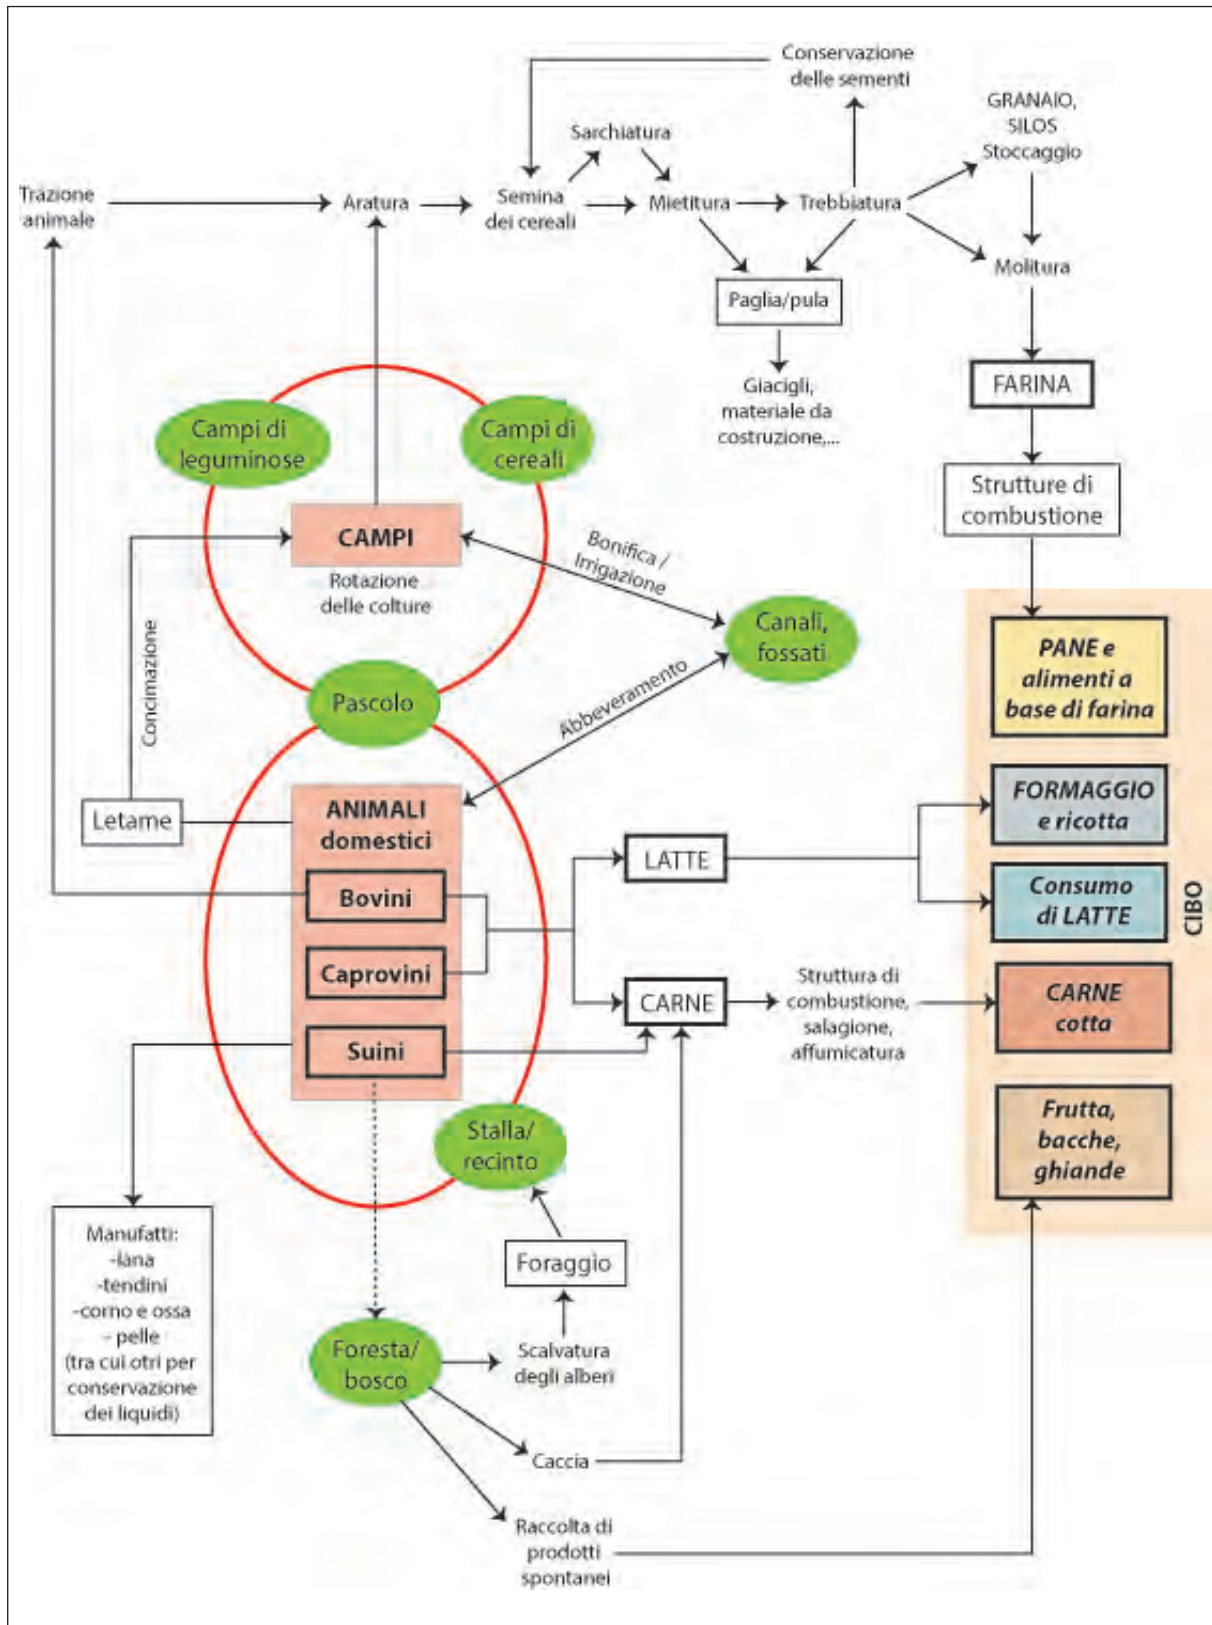 Conservazione
delle sementi
GRANAIO,
SILOS
Stoccaggio
Sarchiatura
Trazione
animale
Aratura
Semina
dei cereali
Mietitura
Trebbiatura
Molitura
Paglia/pula
Giacigli,
materiale da
costruzione,...
FARINA
Campi di
leguminose
Campi di
cereali
Strutture di
combustione
CAMPI
Rotazione
delle colture
Bonifica /
Irrigazione
Concimazione
Canali,
fossati
PANE e
alimenti a
base di farina
Pascolo
Abbeveramento
Letame
ANIMALI
domestici
FORMAGGIO
e ricotta
LATTE
Bovini
Consumo
di LATTE
CIBO
Caprovini
CARNE
Struttura di
combustione,
salagione,
affumicatura
CARNE
cotta
Suini
Frutta,
bacche,
ghiande
Stalla/
recinto
Manufatti:
-lana
-tendini
-corno e ossa
- pelle
(tra cui otri per
conservazione
dei liquidi)
Foraggio
Foresta/
bosco
Scalvatura
degli alberi
Caccia
Raccolta di
prodotti
spontanei